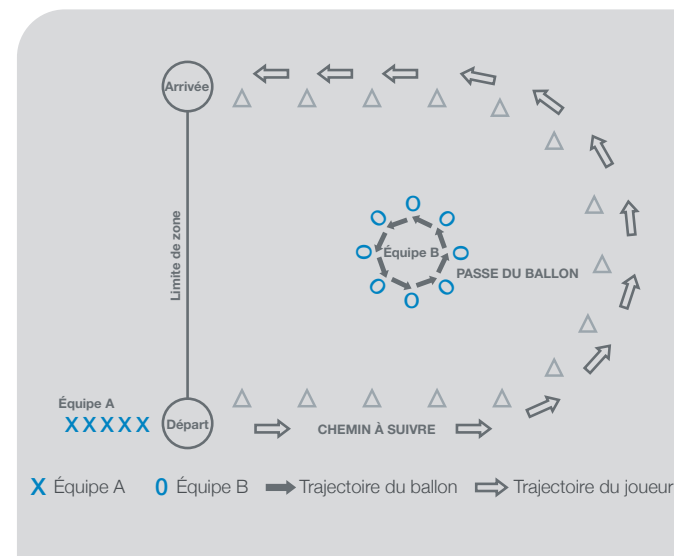 Arrivée
Limite de zone
Équipe B
PASSE DU BALLON
Équipe A
XXXXX
Départ
CHEMIN À SUIVRE
X Équipe A
O Équipe B
Trajectoire du ballon
Trajectoire du joueur